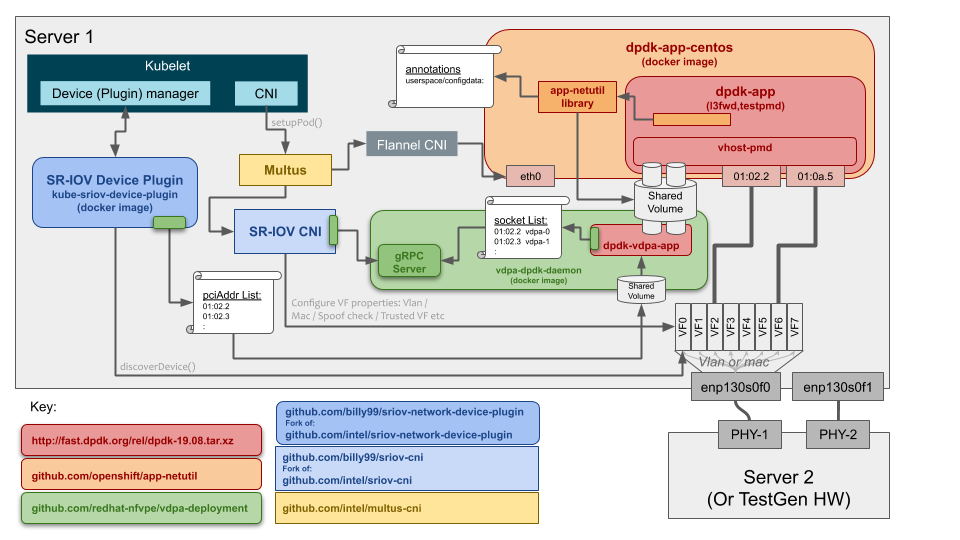 Server 1
Kubelet
Device (Plugin) manager
CNI
setupPod()
SR-IOV Device Plugin
kube-sriov-device-plugin
(docker image)
Multus
Flannel CNI
SR-IOV CNI
annotations
userspace/configdata:
dpdk-app-centos
(docker image)
app-netutil
library
dpdk-app
(l3fwd,testpmd)
vhost-pmd
eth0
01:02.2
01:0a.5
Shared
Volume
socket List:
01:02.2 vdpa-0
01:02.3 vdpa-1
:
gRPC
Server
dpdk-vdpa-app
vdpa-dpdk-daemon
(docker image)
Shared
Volume
pciAddr List:
01:02.2
01:02.3
:
Configure VF properties: Vlan /
Mac / Spoof check / Trusted VF etc
discoverDevice()
VF0
VF1
VF2
VF3
VF4
VF5
VF6
VF7
Vlan or mac
enp130s0f0
enp130s0f1
PHY-1
PHY-2
Server 2
(Or TestGen HW)
Key:
http://fast.dpdk.org/rel/dpdk-19.08.tar.xz
github.com/openshift/app-netutil
github.com/redhat-nfvpe/vdpa-deployment
github.com/billy99/sriov-network-device-plugin
Fork of:
github.com/intel/sriov-network-device-plugin
github.com/billy99/sriov-cni
Fork of:
github.com/intel/sriov-cni
github.com/intel/multus-cni